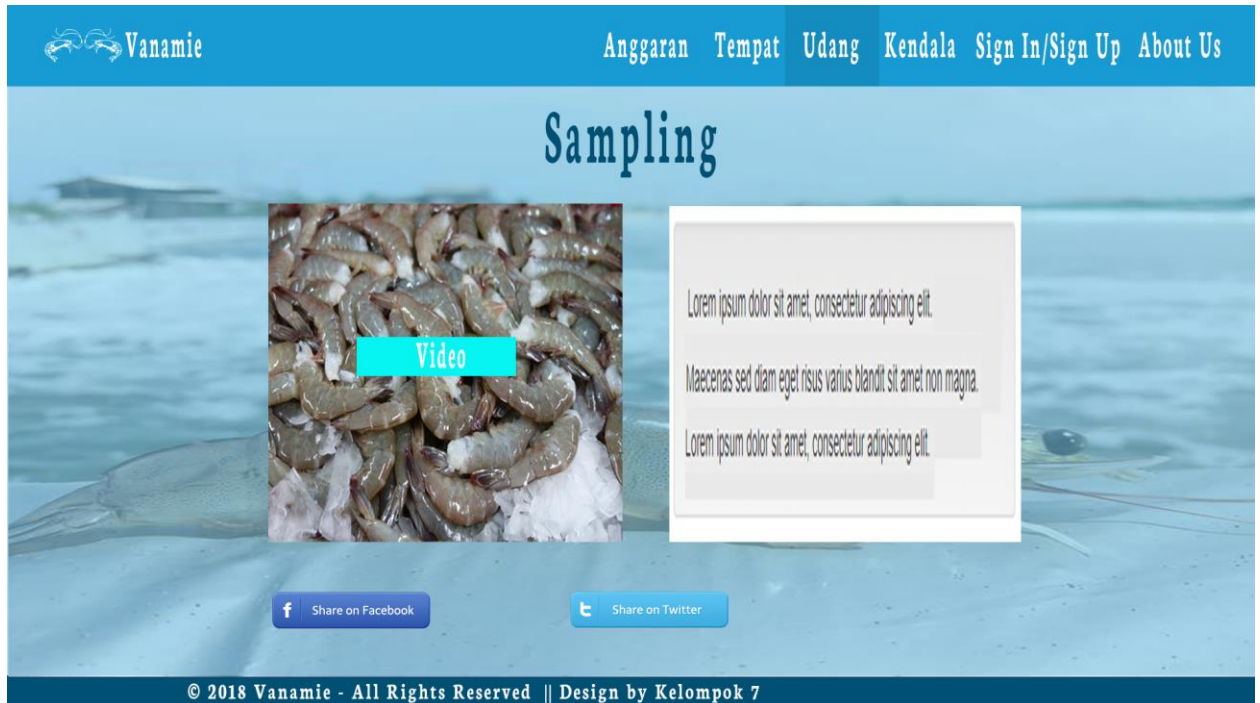 Vanamie
Anggaran Tempat Udang Kendala Sign In/Sign Up About Us
Sampling
Video
Lorem ipsum dolor sit amet, consectetur adipiscing elit.
Maecenas sed diam eget risus varius blandit sit amet non magna.
Lorem ipsum dolor sit amet, consectetur adipiscing elit.
f Share on Facebook
t Share on Twitter
© 2018 Vanamie - All Rights Reserved || Design by Kelompok 7